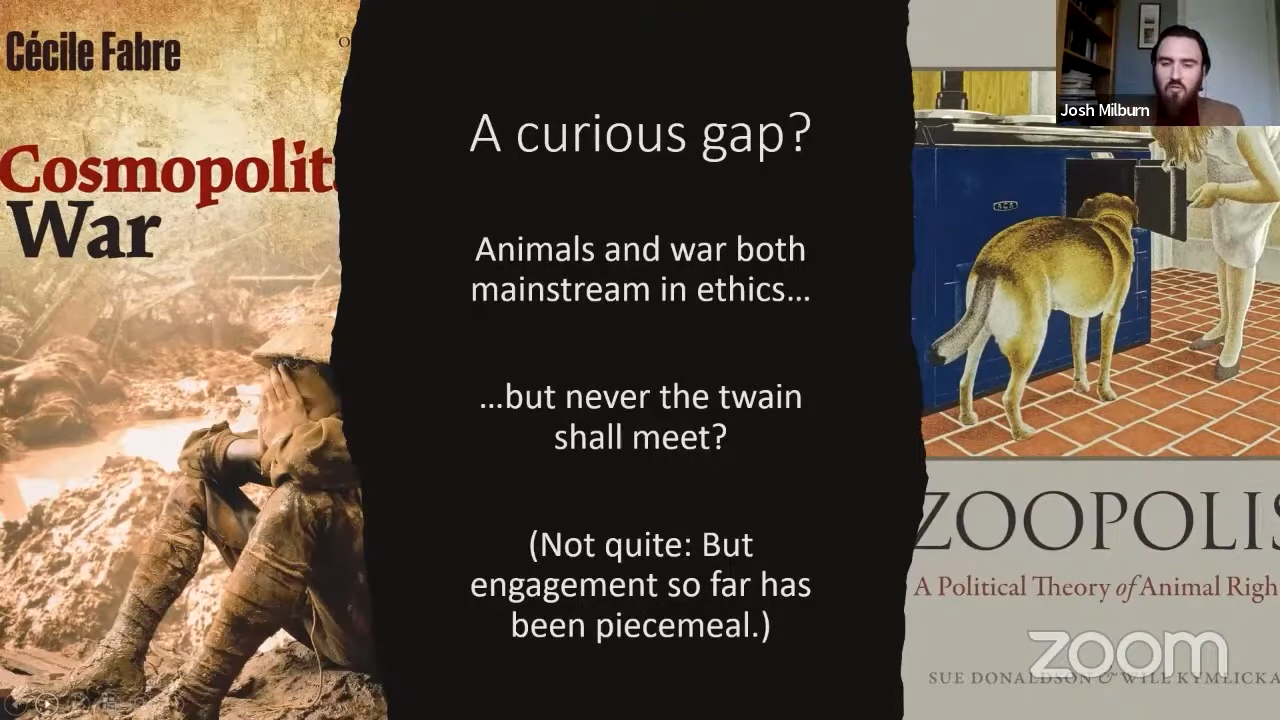 Cécile Fabre
Cosmopolit
War
A curious gap?
Animals and war both
mainstream in ethics...
...but never the twain
shall meet?
(Not quite: But
engagement so far has
been piecemeal.)
Josh Milburn
AGA
ZOOPOLIS
A Political Theory of Animal Righ
zoom
SUE DONALDSON & WILL KYMLICKA